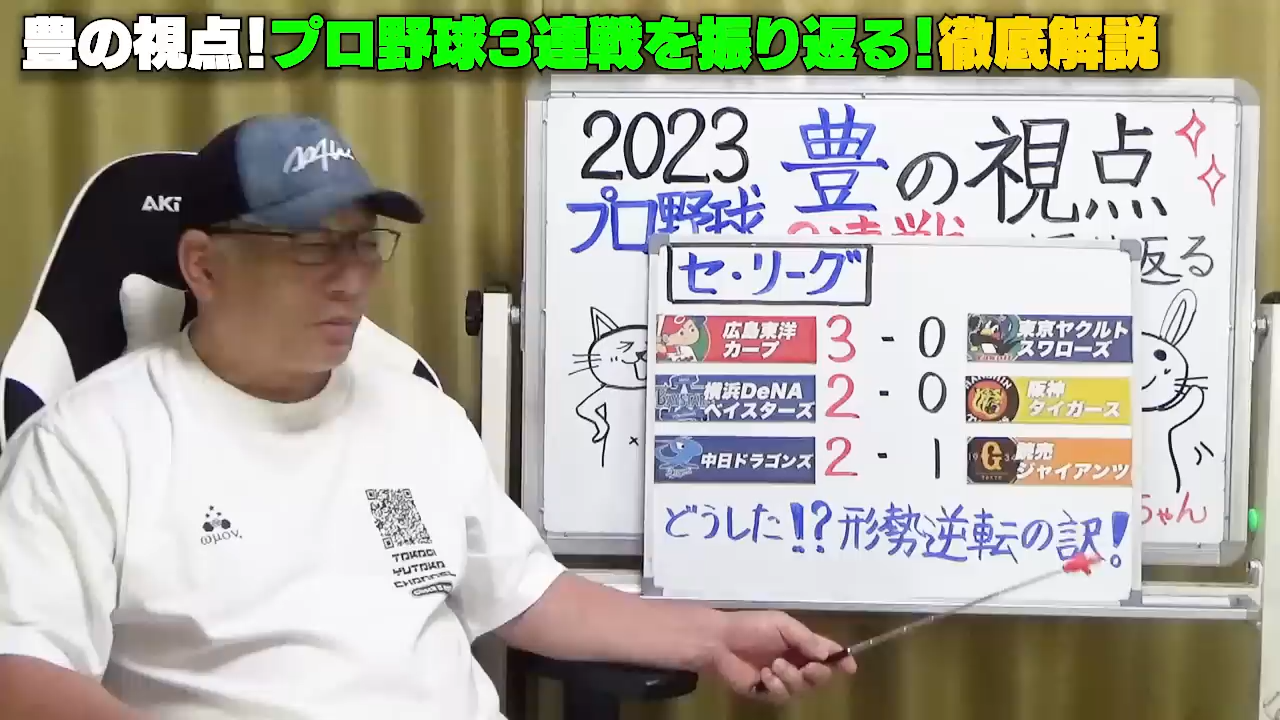 豊の視点!プロ野球3連戦を振り返る!徹底解説
2023 豊の視点
プロ野球
返る
セ・リーグ
広島東洋
カープ
3 - 0
東京ヤクルト
スワローズ
横浜DeNA
ベイスターズ
2 - 0
阪神
タイガース
中日ドラゴンズ
2 - 1
G
読売
ジャイアンツ
どうした!?形勢逆転の訳!
ちゃん
AKi
ωμον.
TAKAGI
YUTAKA
CHANNEL